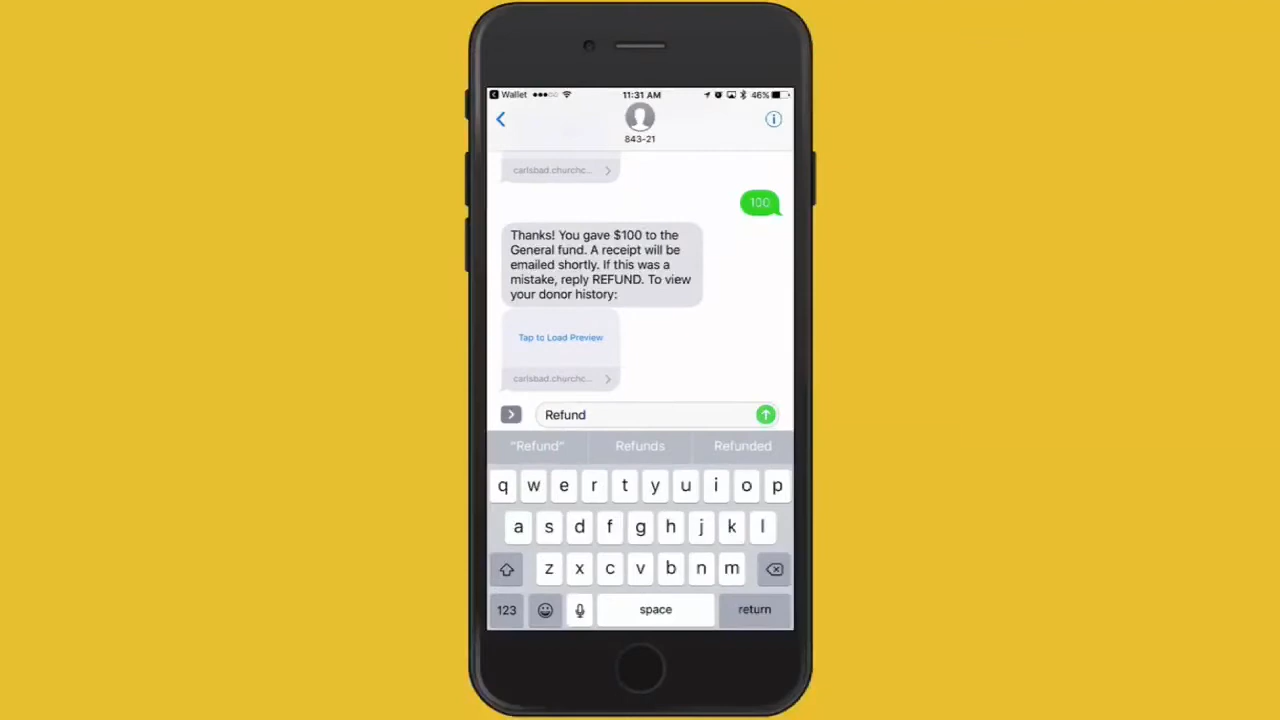 Wallet 11:31 AM 46%
843-21
carlsbad.churchc...
100
Thanks! You gave $100 to the
General fund. A receipt will be
emailed shortly. If this was a
mistake, reply REFUND. To view
your donor history:
Tap to Load Preview
carlsbad.churchc...
Refund
"Refund" Refunds Refunded
q w e r t y u i o p
a s d f g h j k l
z x c v b n m
123 space return